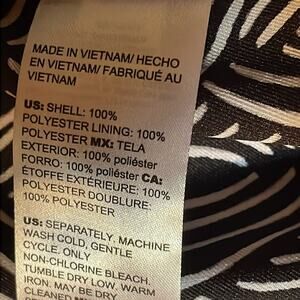 MADE IN VIETNAM/ HECHO
EN VIETNAM/ FABRIQUÉ AU
VIETNAM
US: SHELL: 100%
POLYESTER LINING: 100%
POLYESTER MX: TELA
EXTERIOR: 100% poliéster
FORRO: 100% poliéster CA:
ÉTOFFE EXTÉRIEURE: 100%
POLYESTER DOUBLURE:
100% POLYESTER
US: SEPARATELY. MACHINE
WASH COLD, GENTLE
CYCLE. ONLY
NON-CHLORINE BLEACH.
TUMBLE DRY LOW. WARM
IRON. MAY BE DRY
CLEANED